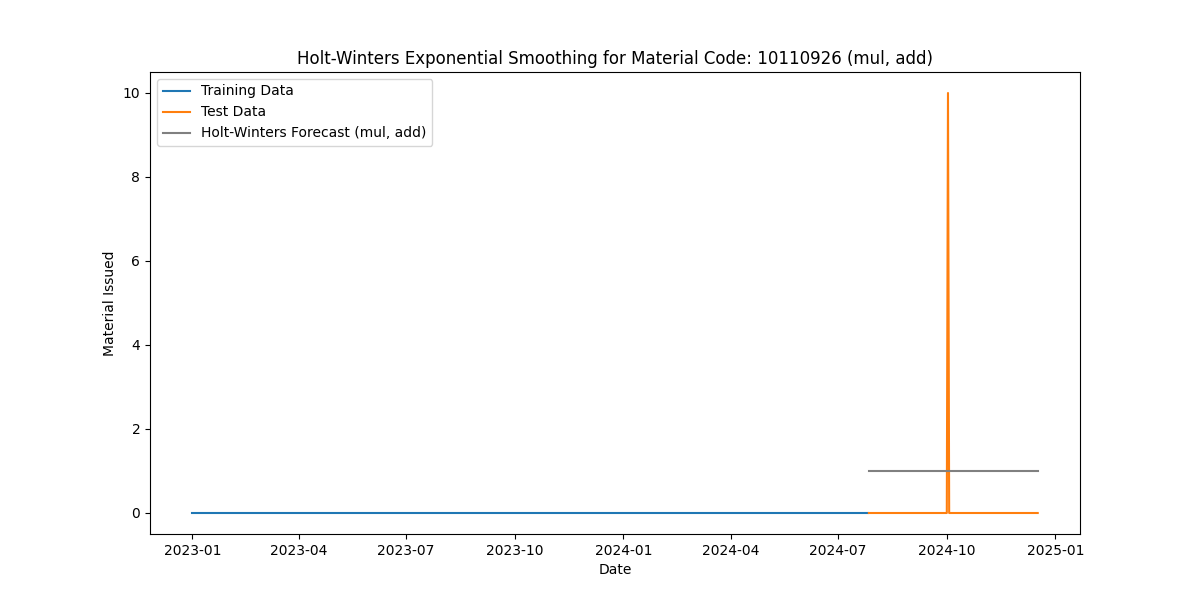 Holt-Winters Exponential Smoothing for Material Code: 10110926 (mul, add)
Training Data
Test Data
Holt-Winters Forecast (mul, add)
Material Issued
10
8
6
4
2
0
2023-01 2023-04 2023-07 2023-10 2024-01 2024-04 2024-07 2024-10 2025-01
Date